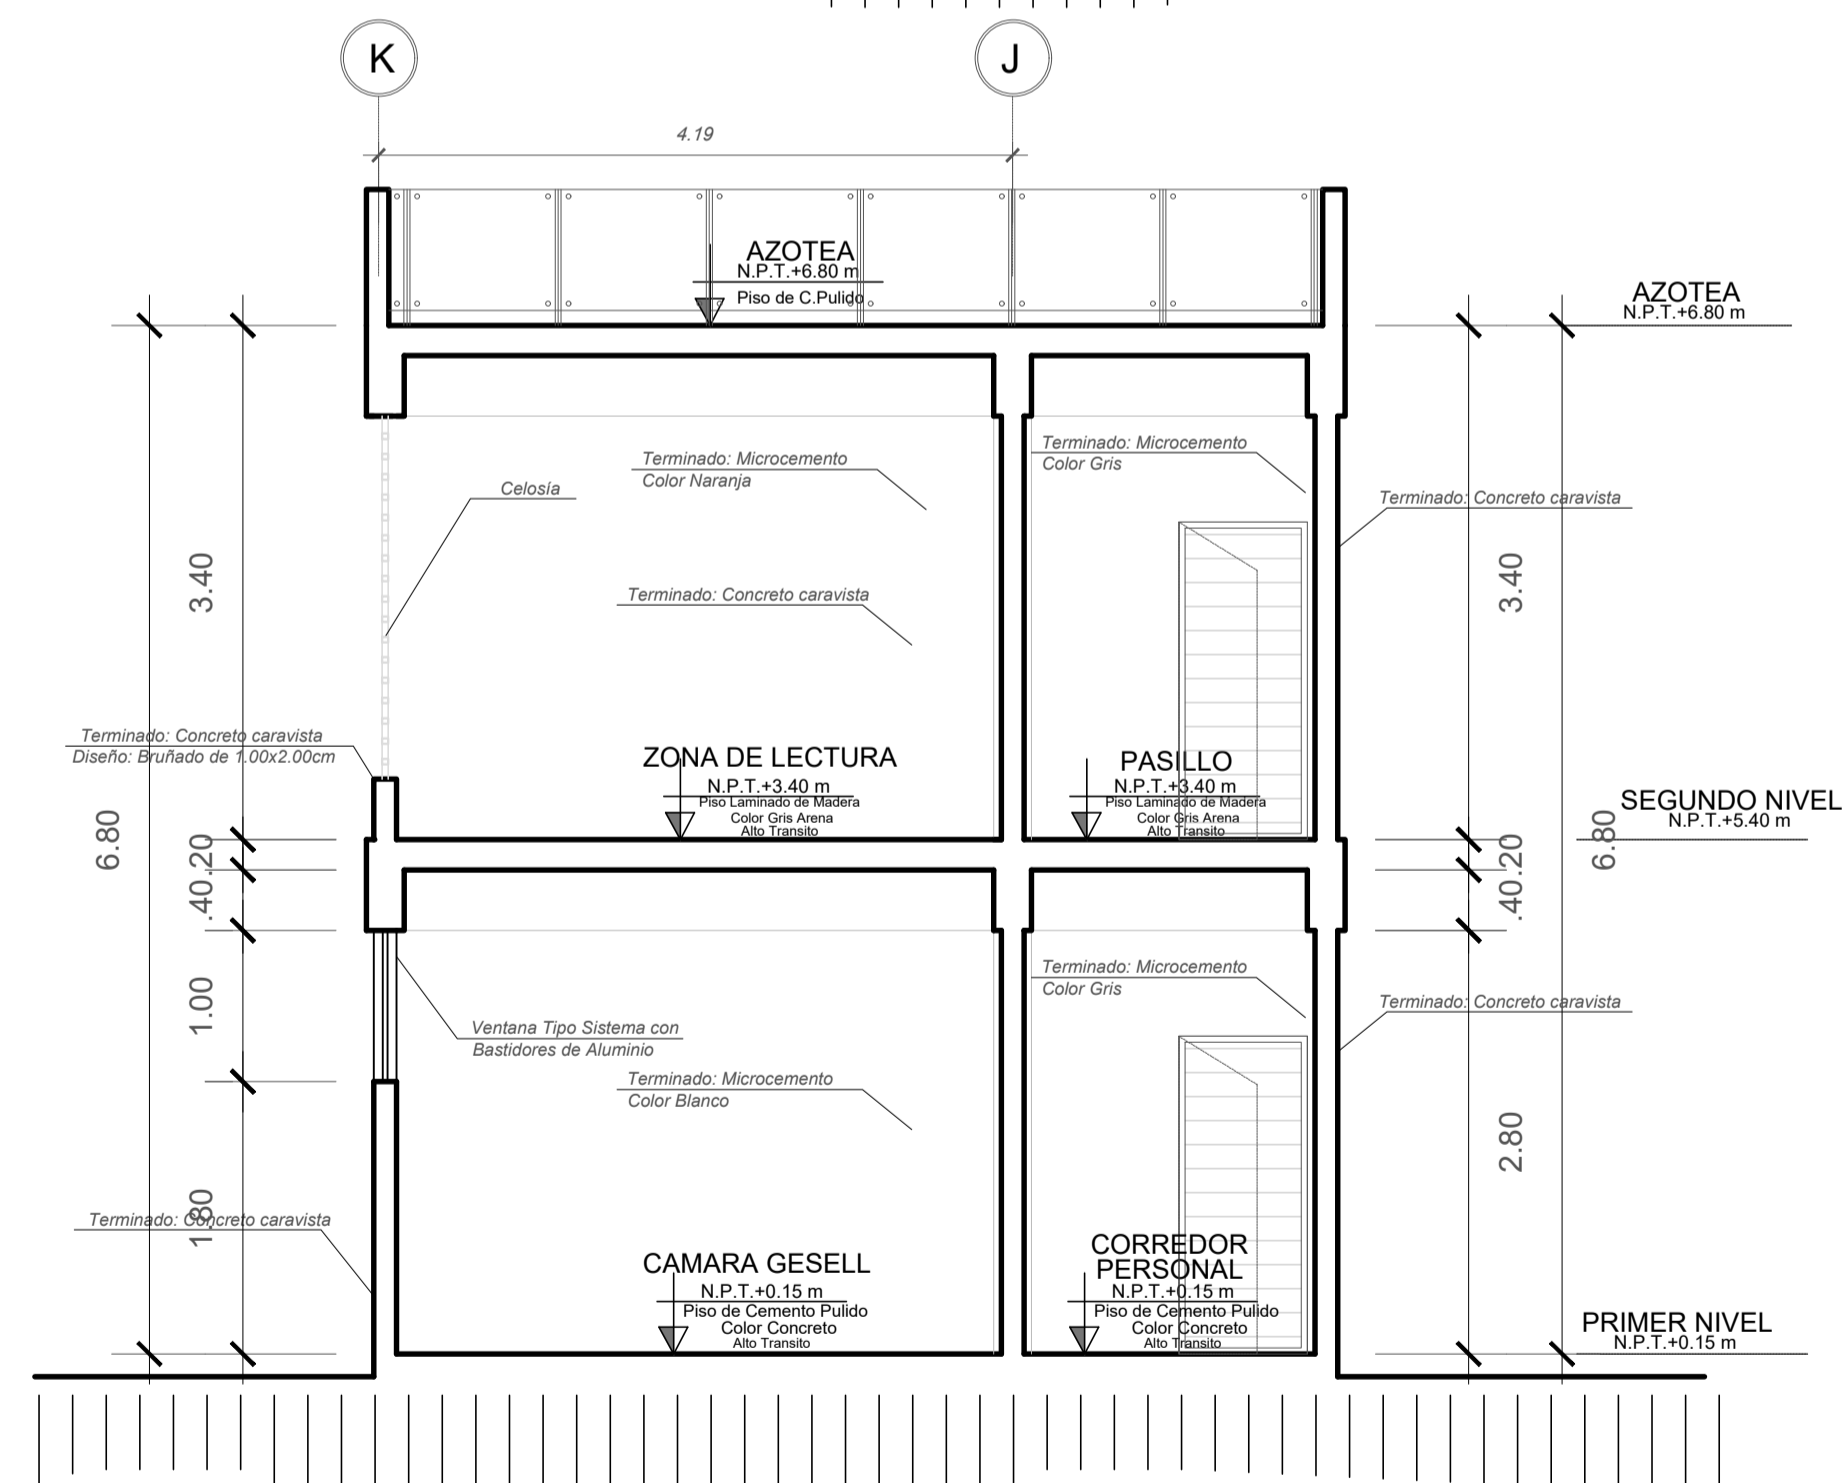 K
J
4.19
AZOTEA
N.P.T.+6.80 m
Piso de C.Pulido
AZOTEA
N.P.T.+6.80 m
Terminado: Microcemento
Color Naranja
Terminado: Microcemento
Color Gris
Celosía
Terminado: Concreto caravista
3.40
3.40
Terminado: Concreto caravista
Terminado: Concreto caravista
Diseño: Bruñado de 1.00x2.00cm
ZONA DE LECTURA
N.P.T.+3.40 m
Piso Laminado de Madera
Color Gris Arena
Alto Transito
PASILLO
N.P.T.+3.40 m
Piso Laminado de Madera
Color Gris Arena
Alto Transito
SEGUNDO NIVEL
N.P.T.+5.40 m
6.80
.20
.40
.20
.40
6.80
Terminado: Microcemento
Color Gris
1.00
Terminado: Concreto caravista
Ventana Tipo Sistema con
Bastidores de Aluminio
Terminado: Microcemento
Color Blanco
2.80
1.80
Terminado: Concreto caravista
CAMARA GESELL
N.P.T.+0.15 m
Piso de Cemento Pulido
Color Concreto
Alto Transito
CORREDOR
PERSONAL
N.P.T.+0.15 m
Piso de Cemento Pulido
Color Concreto
Alto Transito
PRIMER NIVEL
N.P.T.+0.15 m